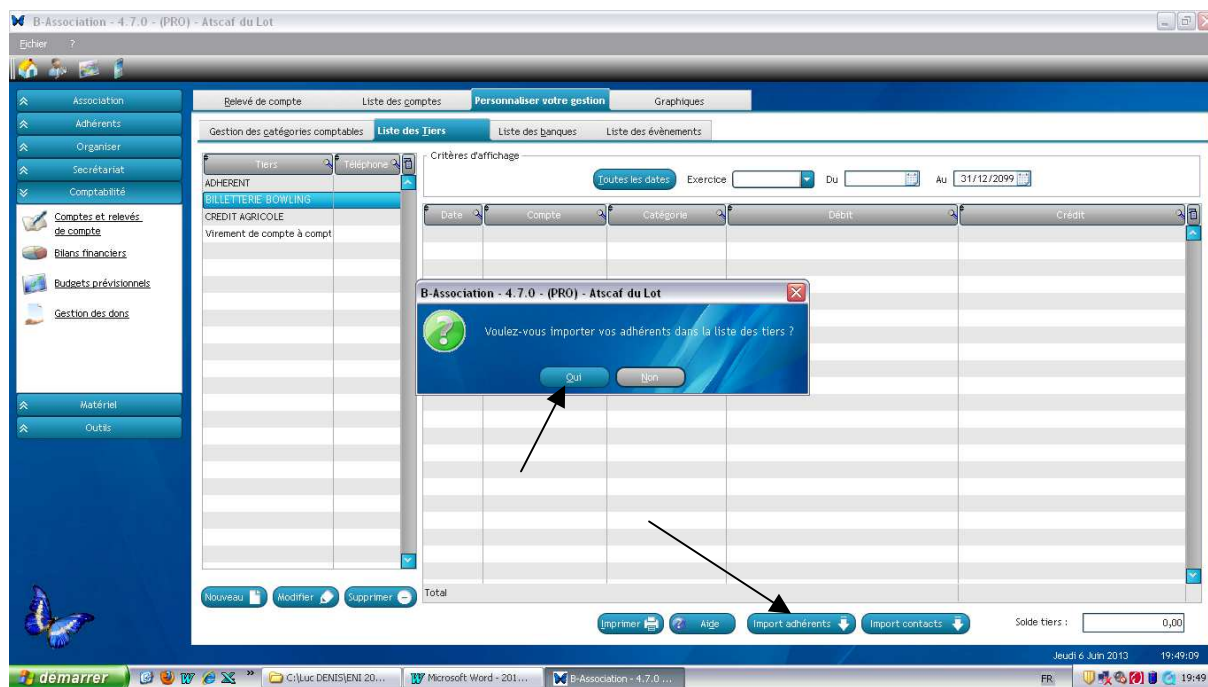 B-Association - 4.7.0 - (PRO) - Atscaf du Lot
Fichier ?
Association
Adhérents
Organiser
Secrétariat
Comptabilité
Comptes et relevés
de compte
Bilans financiers
Budgets prévisionnels
Gestion des dons
Matériel
Outils
Relevé de compte Liste des comptes Personnaliser votre gestion Graphiques
Gestion des catégories comptables Liste des Tiers Liste des banques Liste des évènements
Tiers Téléphone
ADHERENT
BILLETTERIE BOWLING
CREDIT AGRICOLE
Virement de compte à compt
Critères d'affichage
Toutes les dates Exercice Du Au 31/12/2099
Date Compte Catégorie Débit Crédit
B-Association - 4.7.0 - (PRO) - Atscaf du Lot
Voulez-vous importer vos adhérents dans la liste des tiers ?
Oui Non
Total
Nouveau Modifier Supprimer
Imprimer Aide Import adhérents Import contacts Solde tiers : 0,00
Jeudi 6 Juin 2013 19:49:09
démarrer C:\Luc DENIS\ENI 20... Microsoft Word - 201... B-Association - 4.7.0 ... FR 19:49